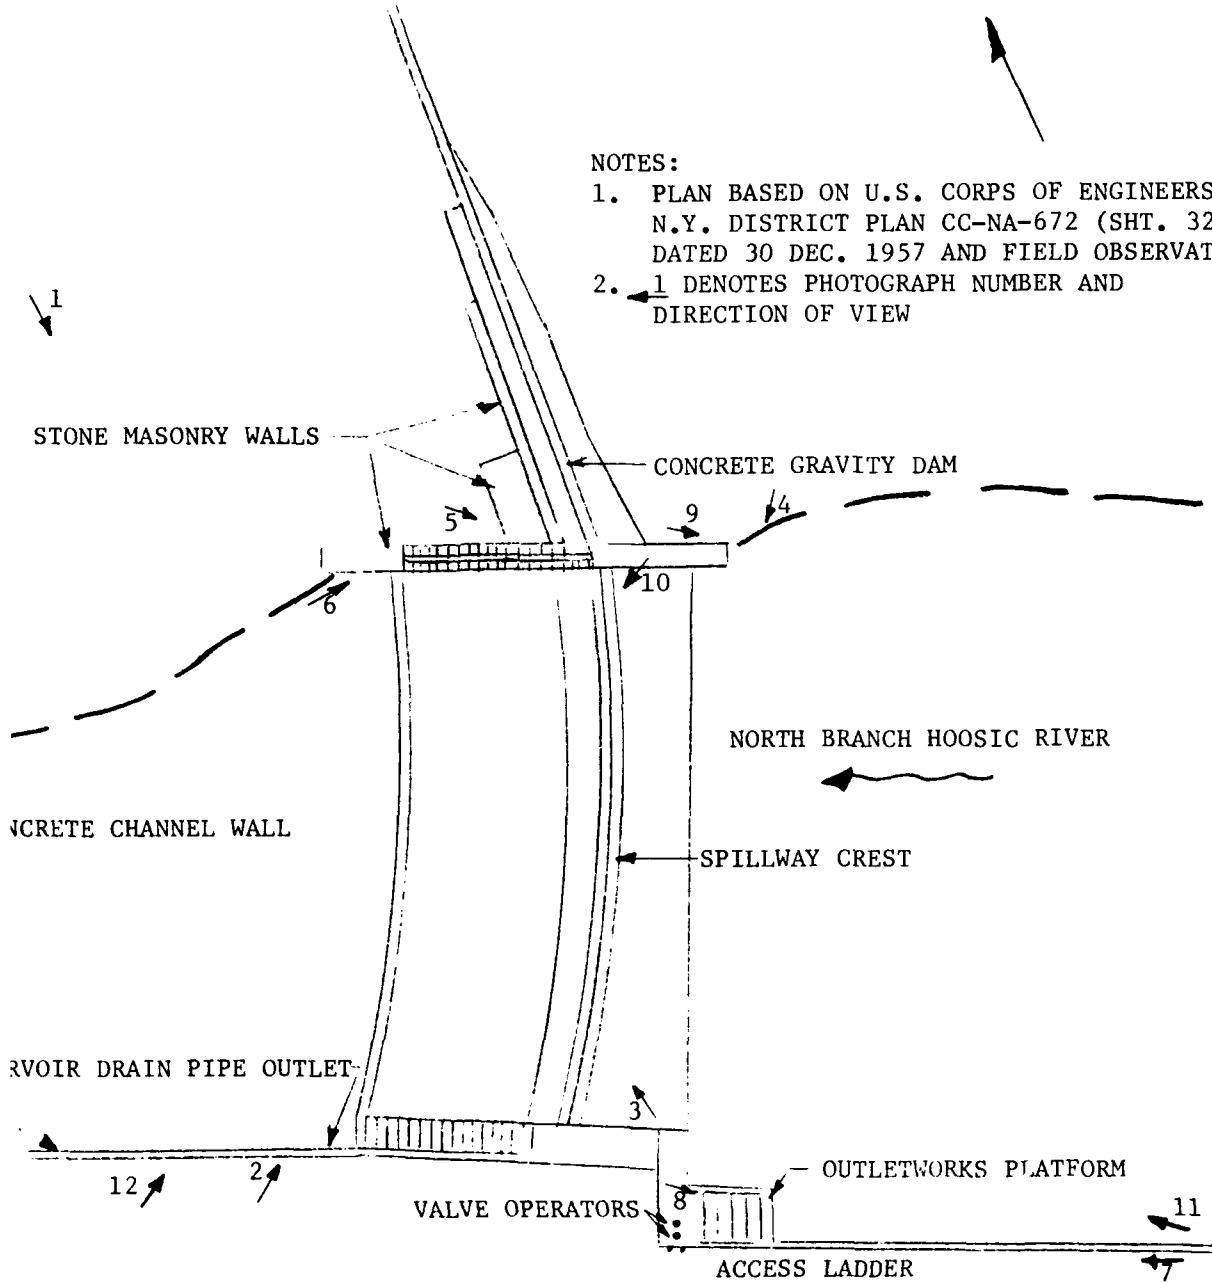 NOTES:
1. PLAN BASED ON U.S. CORPS OF ENGINEERS
N.Y. DISTRICT PLAN CC-NA-672 (SHT. 32
DATED 30 DEC. 1957 AND FIELD OBSERVAT
2. 1 DENOTES PHOTOGRAPH NUMBER AND
DIRECTION OF VIEW
1
STONE MASONRY WALLS
CONCRETE GRAVITY DAM
5
9
4
10
6
NORTH BRANCH HOOSIC RIVER
NCRETE CHANNEL WALL
SPILLWAY CREST
RVOIR DRAIN PIPE OUTLET
3
12
2
OUTLETWORKS PLATFORM
8
VALVE OPERATORS
11
7
ACCESS LADDER